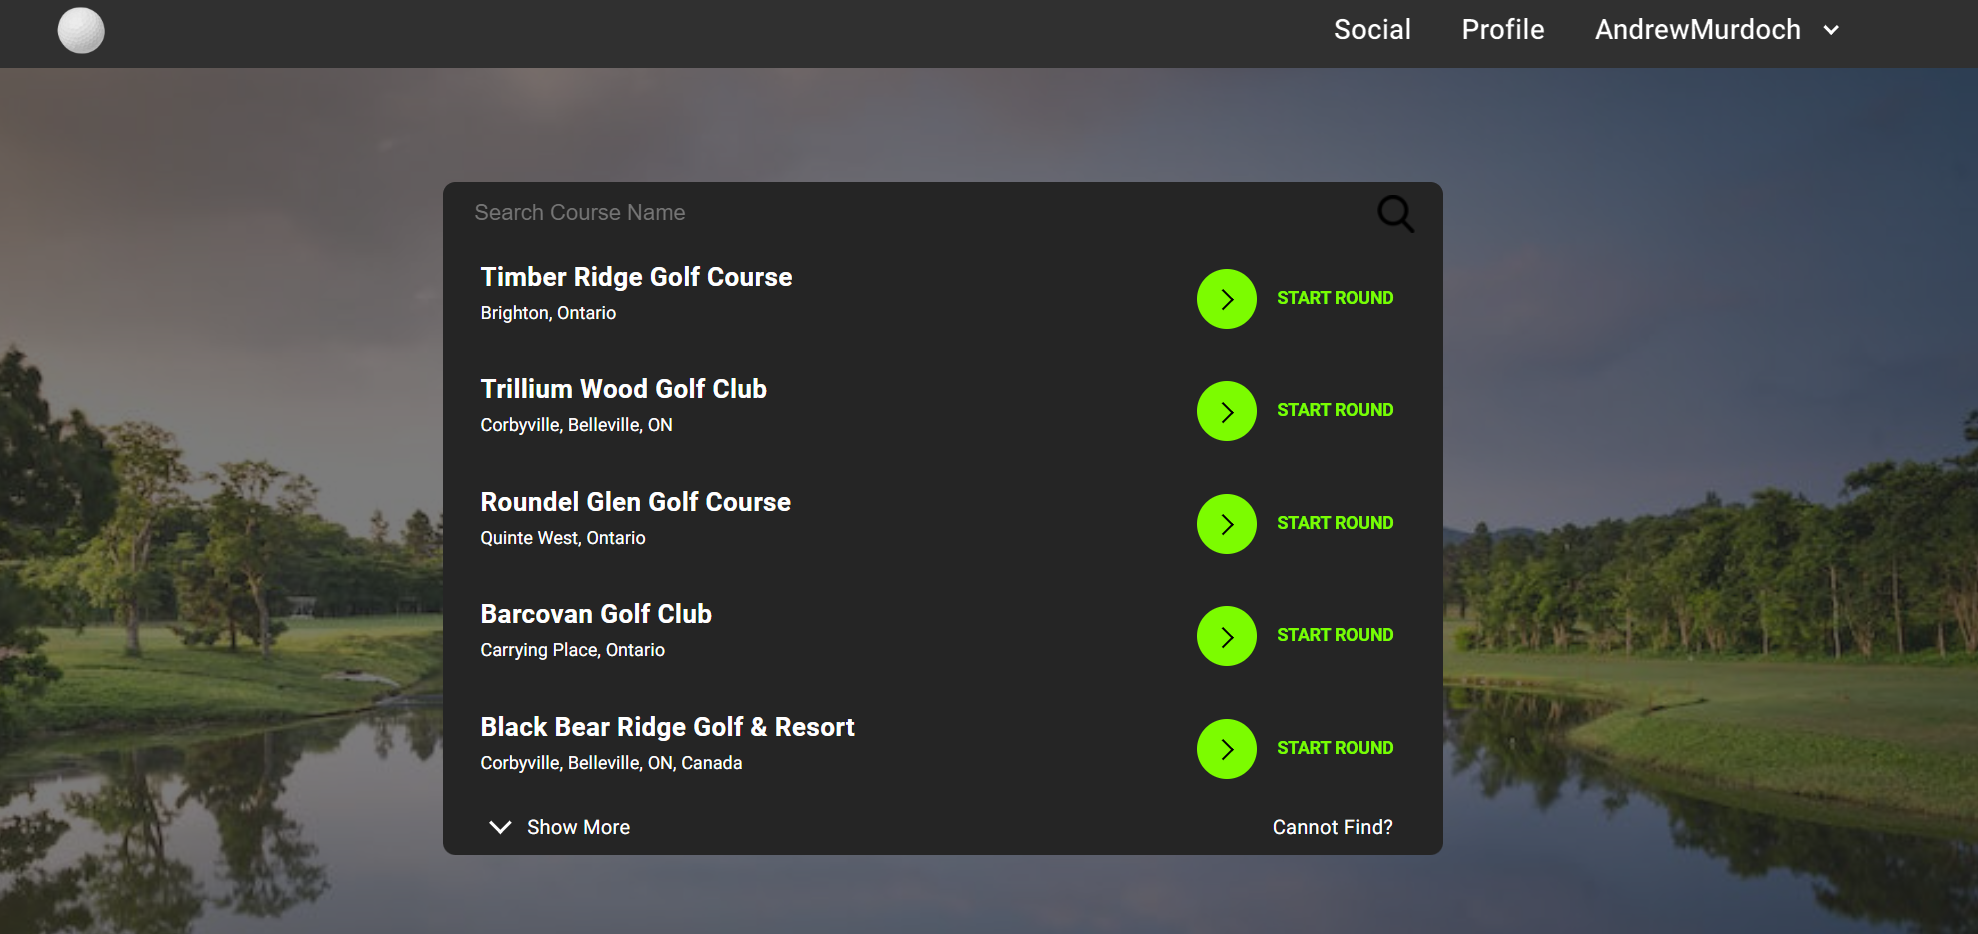 Social Profile AndrewMurdoch
Search Course Name
Timber Ridge Golf Course
Brighton, Ontario
START ROUND
Trillium Wood Golf Club
Corbyville, Belleville, ON
START ROUND
Roundel Glen Golf Course
Quinte West, Ontario
START ROUND
Barcovan Golf Club
Carrying Place, Ontario
START ROUND
Black Bear Ridge Golf & Resort
Corbyville, Belleville, ON, Canada
START ROUND
Show More
Cannot Find?